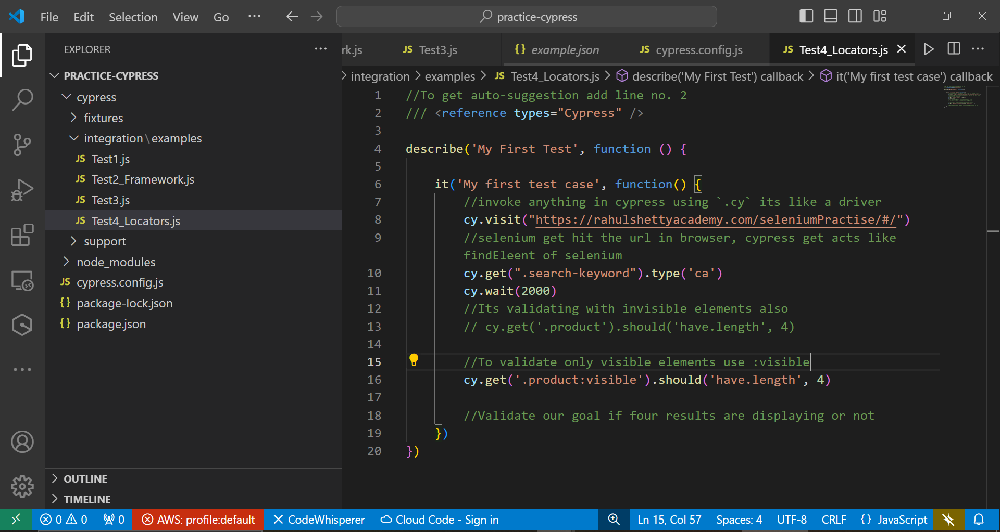 File Edit Selection View Go ··· practice-cypress
EXPLORER ···
rk.js JS Test3.js {} example.json JS cypress.config.js JS Test4_Locators.js ···
integration > examples > JS Test4_Locators.js > describe('My First Test') callback > it('My first test case') callback
PRACTICE-CYPRESS
cypress
fixtures
integration\examples
JS Test1.js
JS Test2_Framework.js
JS Test3.js
JS Test4_Locators.js
support
node_modules
JS cypress.config.js
{} package-lock.json
{} package.json
OUTLINE
TIMELINE
1 //To get auto-suggestion add line no. 2
2 /// <reference types="Cypress" />
3
4 describe('My First Test', function () {
5
6 it('My first test case', function() {
7 //invoke anything in cypress using `.cy` its like a driver
8 cy.visit("https://rahulshettyacademy.com/seleniumPractise/#/")
9 //selenium get hit the url in browser, cypress get acts like
findEleent of selenium
10 cy.get(".search-keyword").type('ca')
11 cy.wait(2000)
12 //Its validating with invisible elements also
13 // cy.get('.product').should('have.length', 4)
14
15 //To validate only visible elements use :visible
16 cy.get('.product:visible').should('have.length', 4)
17
18 //Validate our goal if four results are displaying or not
19 })
20 })
0 0 0 AWS: profile:default CodeWhisperer Cloud Code - Sign in Ln 15, Col 57 Spaces: 4 UTF-8 CRLF {} JavaScript